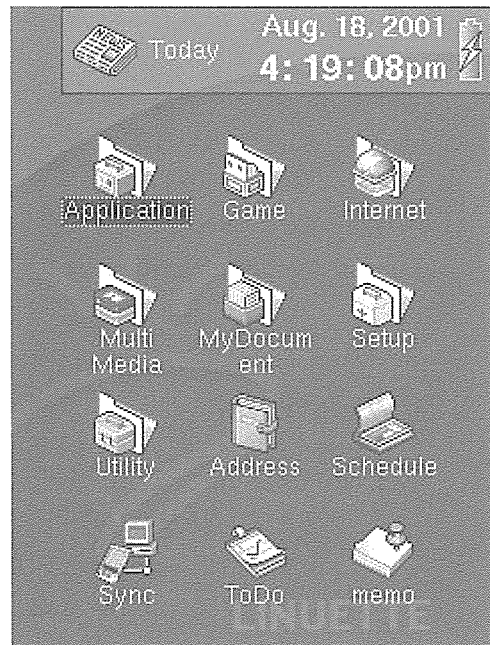 Today
Aug. 18, 2001
4: 19: 08pm
Application
Game
Internet
Multi
Media
MyDocum
ent
Setup
Utility
Address
Schedule
Sync
ToDo
memo
LINUETTE